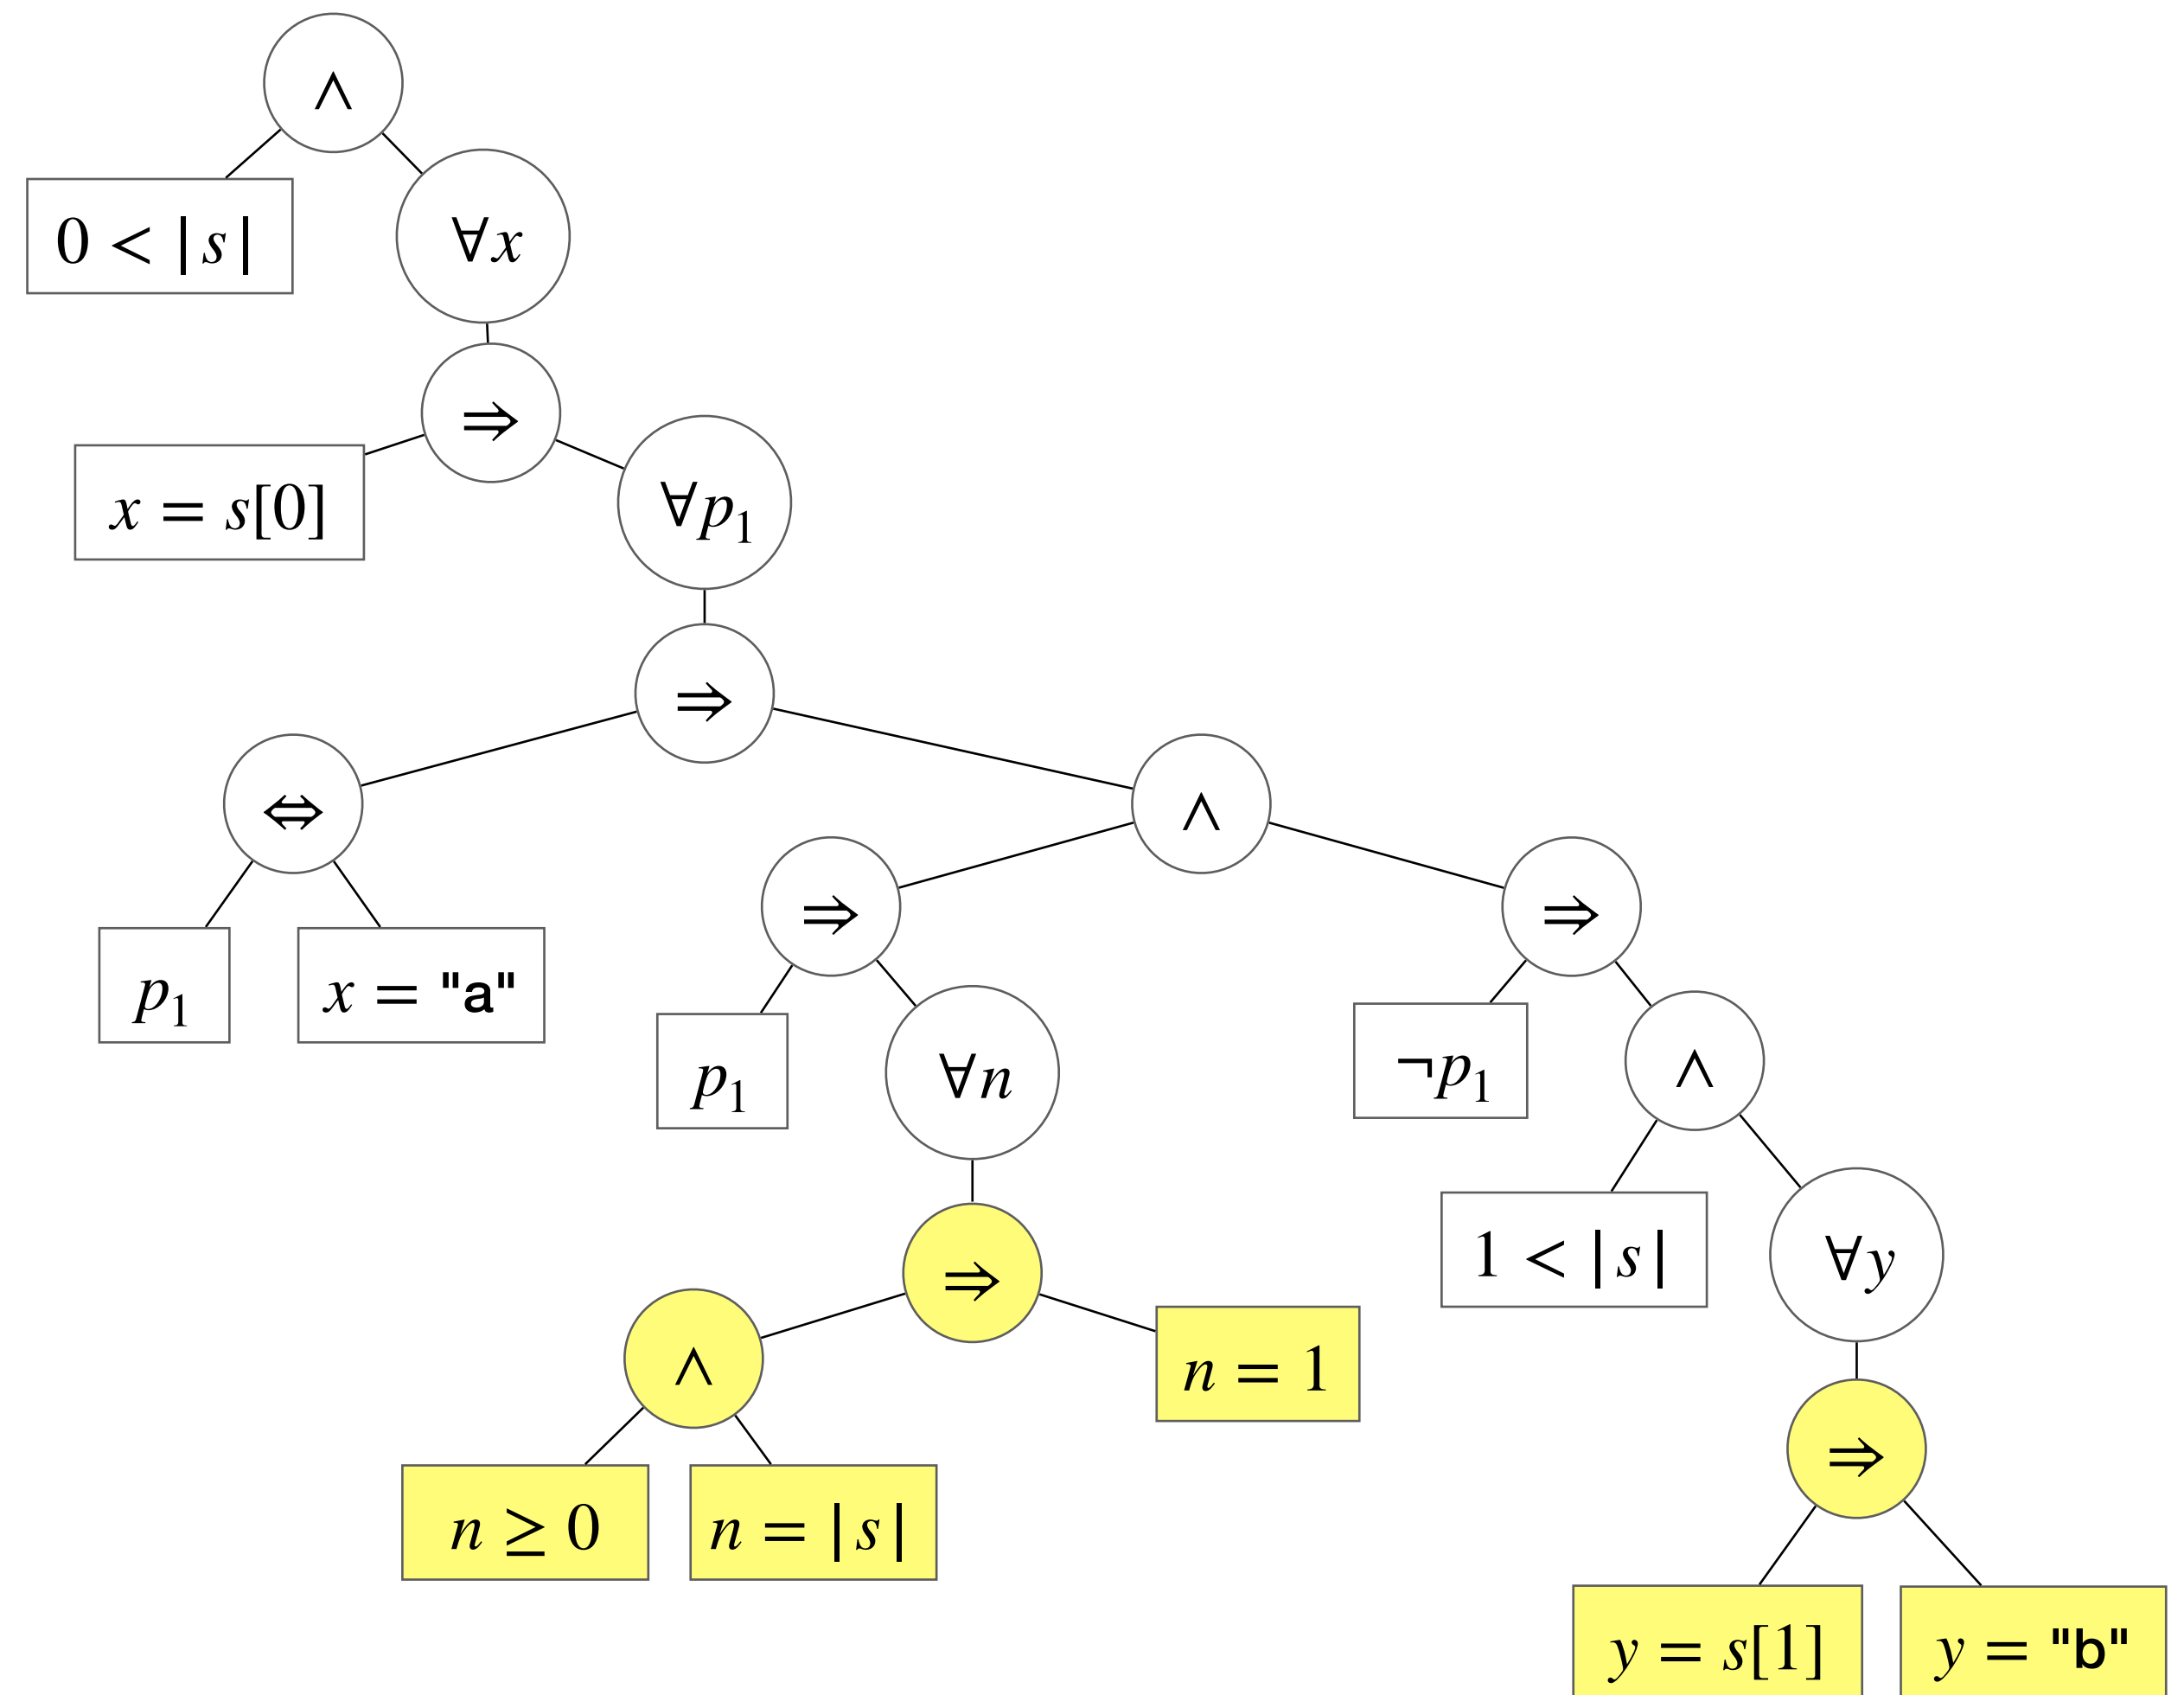 ∧
0 < |s|
∀x
⇒
x = s[0]
∀p₁
⇒
⇔
∧
p₁
x = "a"
⇒
⇒
p₁
∀n
¬p₁
∧
⇒
1 < |s|
∀y
∧
n = 1
n ≥ 0
n = |s|
⇒
y = s[1]
y = "b"